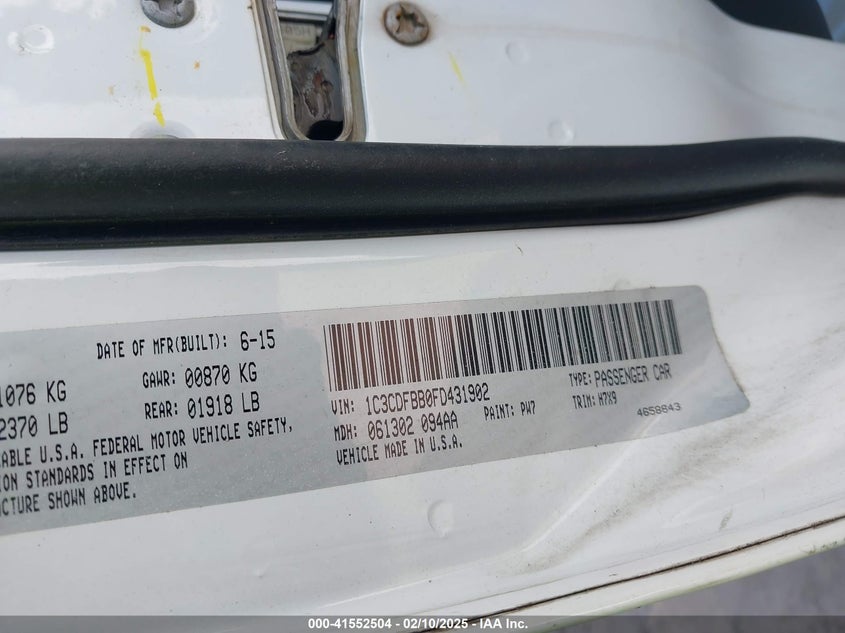 DATE OF MFR(BUILT): 6-15
1076 KG GAWR: 00870 KG
2370 LB REAR: 01918 LB
ABLE U.S.A. FEDERAL MOTOR VEHICLE SAFETY,
ION STANDARDS IN EFFECT ON
CTURE SHOWN ABOVE.
VIN: 1C3CDFBB0FD431902 TYPE: PASSENGER CAR
MDH: 061302 094AA PAINT: PW7 TRIM: H7X9
VEHICLE MADE IN U.S.A. 4658843
000-41552504 - 02/10/2025 - IAA Inc.